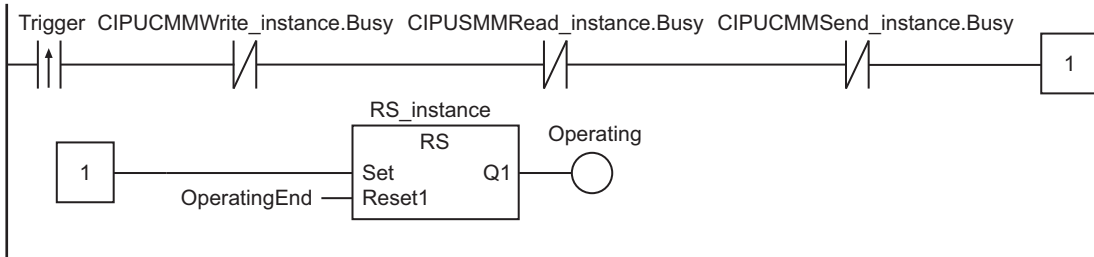 Trigger CIPUCMMWrite_instance.Busy CIPUSMMRead_instance.Busy CIPUCMMSend_instance.Busy
1
RS_instance
RS
Operating
1
Set Q1
OperatingEnd Reset1